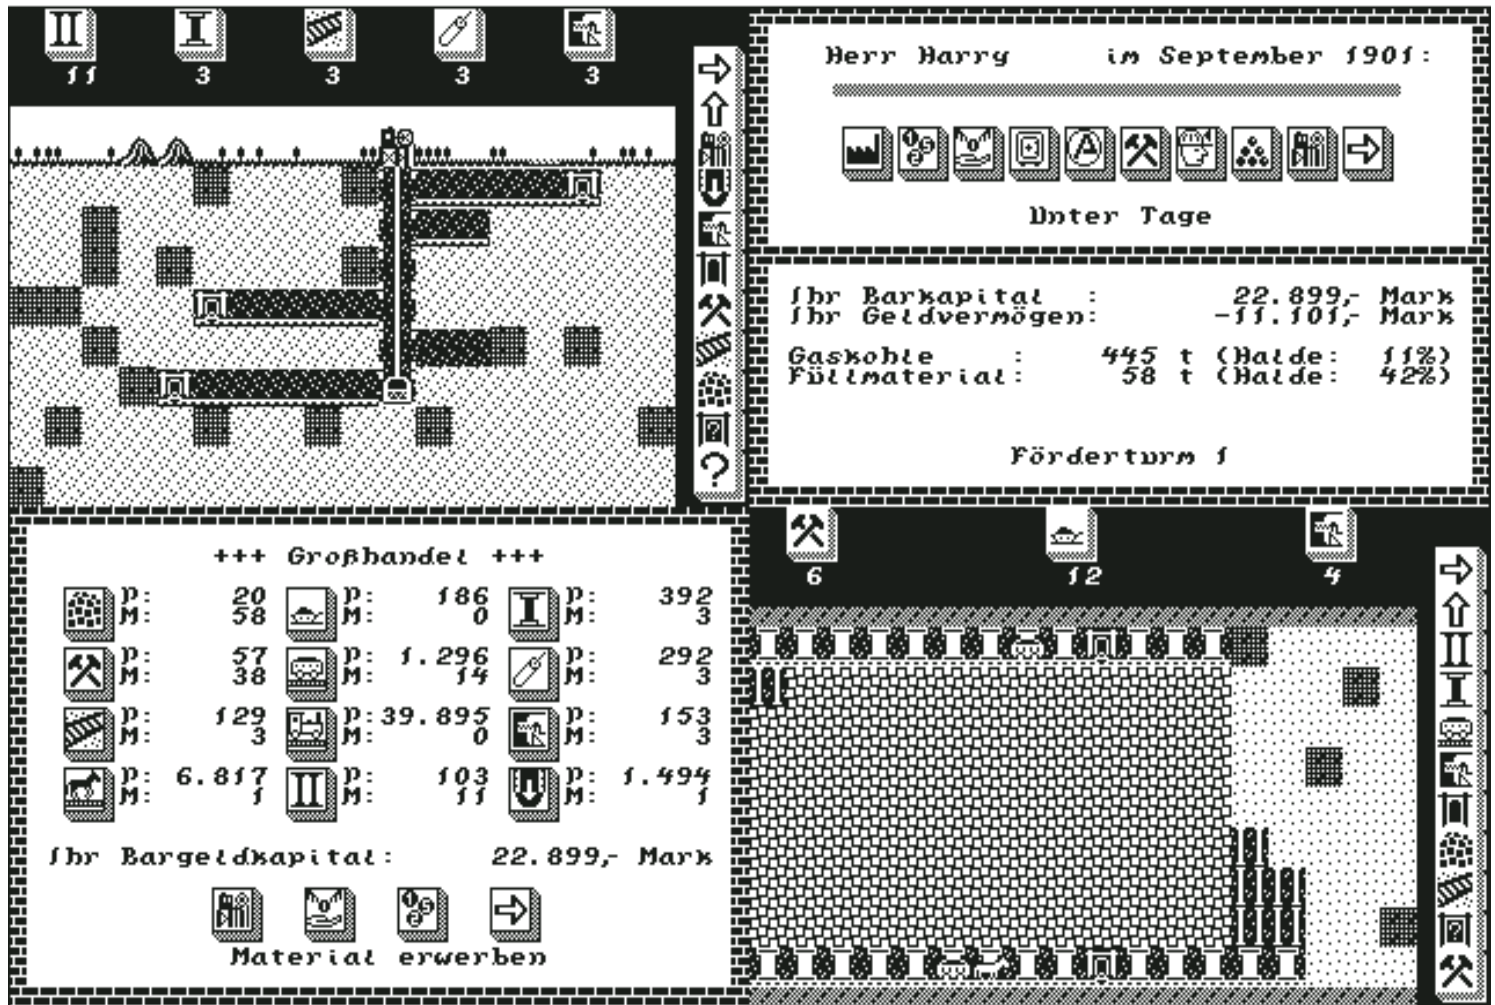 11 3 3 3 3
Herr Harry im September 1901:
Unter Tage
Ihr Barkapital : 22.899,- Mark
Ihr Geldvermögen: -11.101,- Mark
Gaskohle : 445 t (Halde: 11%)
Füllmaterial: 58 t (Halde: 42%)
Förderturm 1
?
+++ Großhandel +++
P: 20 P: 186 P: 392
M: 58 M: 0 M: 3
P: 57 P: 1.296 P: 292
M: 38 M: 14 M: 3
P: 129 P:39.895 P: 153
M: 3 M: 0 M: 3
P: 6.817 P: 103 P: 1.494
M: 1 M: 11 M: 1
Ihr Bargeldkapital: 22.899,- Mark
Material erwerben
6 12 4